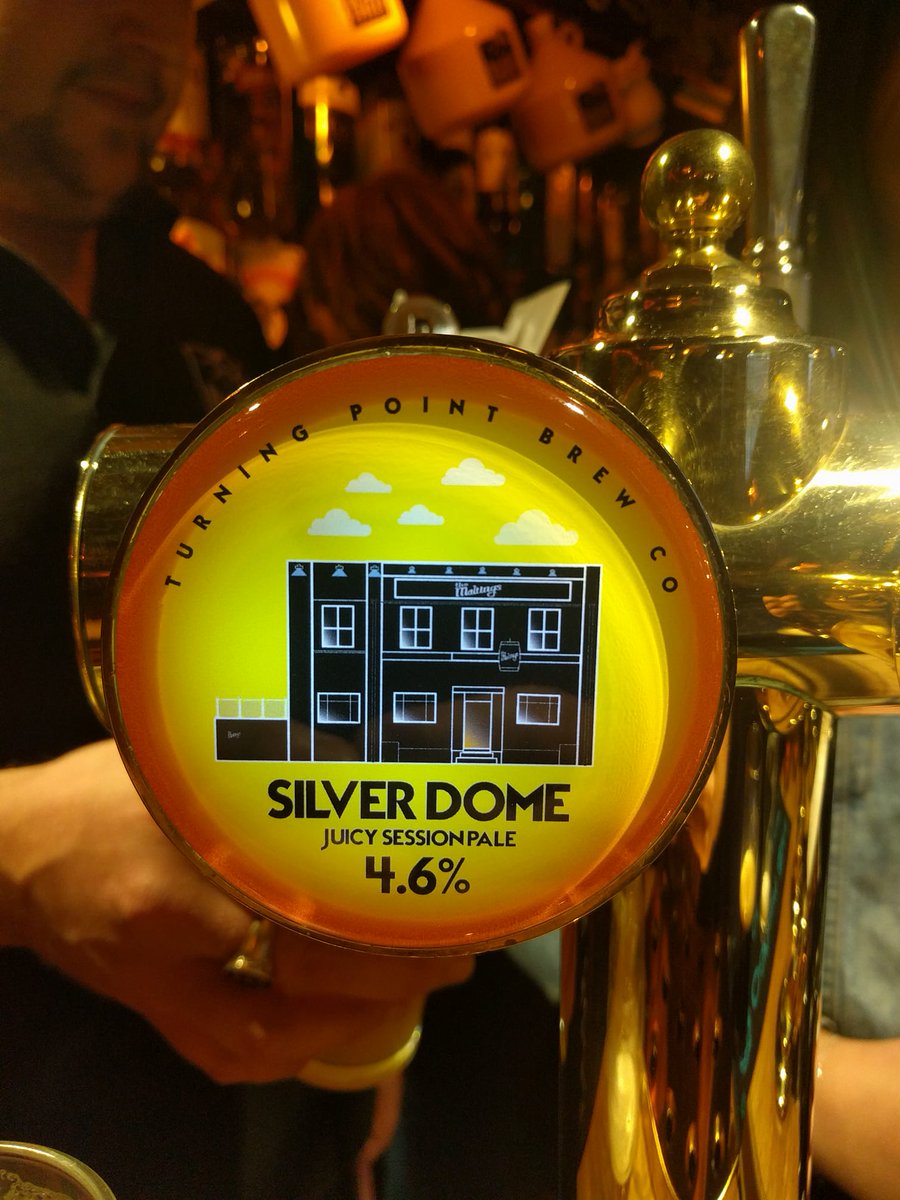 TURNING POINT BREW CO
the Maltings
SILVER DOME
JUICY SESSION PALE
4.6%